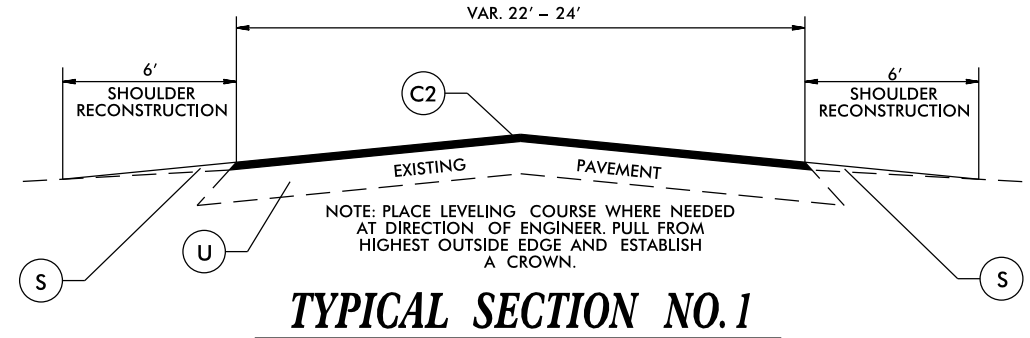 VAR. 22' – 24'
6'
SHOULDER
RECONSTRUCTION
6'
SHOULDER
RECONSTRUCTION
C2
EXISTING PAVEMENT
NOTE: PLACE LEVELING COURSE WHERE NEEDED
AT DIRECTION OF ENGINEER. PULL FROM
HIGHEST OUTSIDE EDGE AND ESTABLISH
A CROWN.
U
S
S
TYPICAL SECTION NO. 1